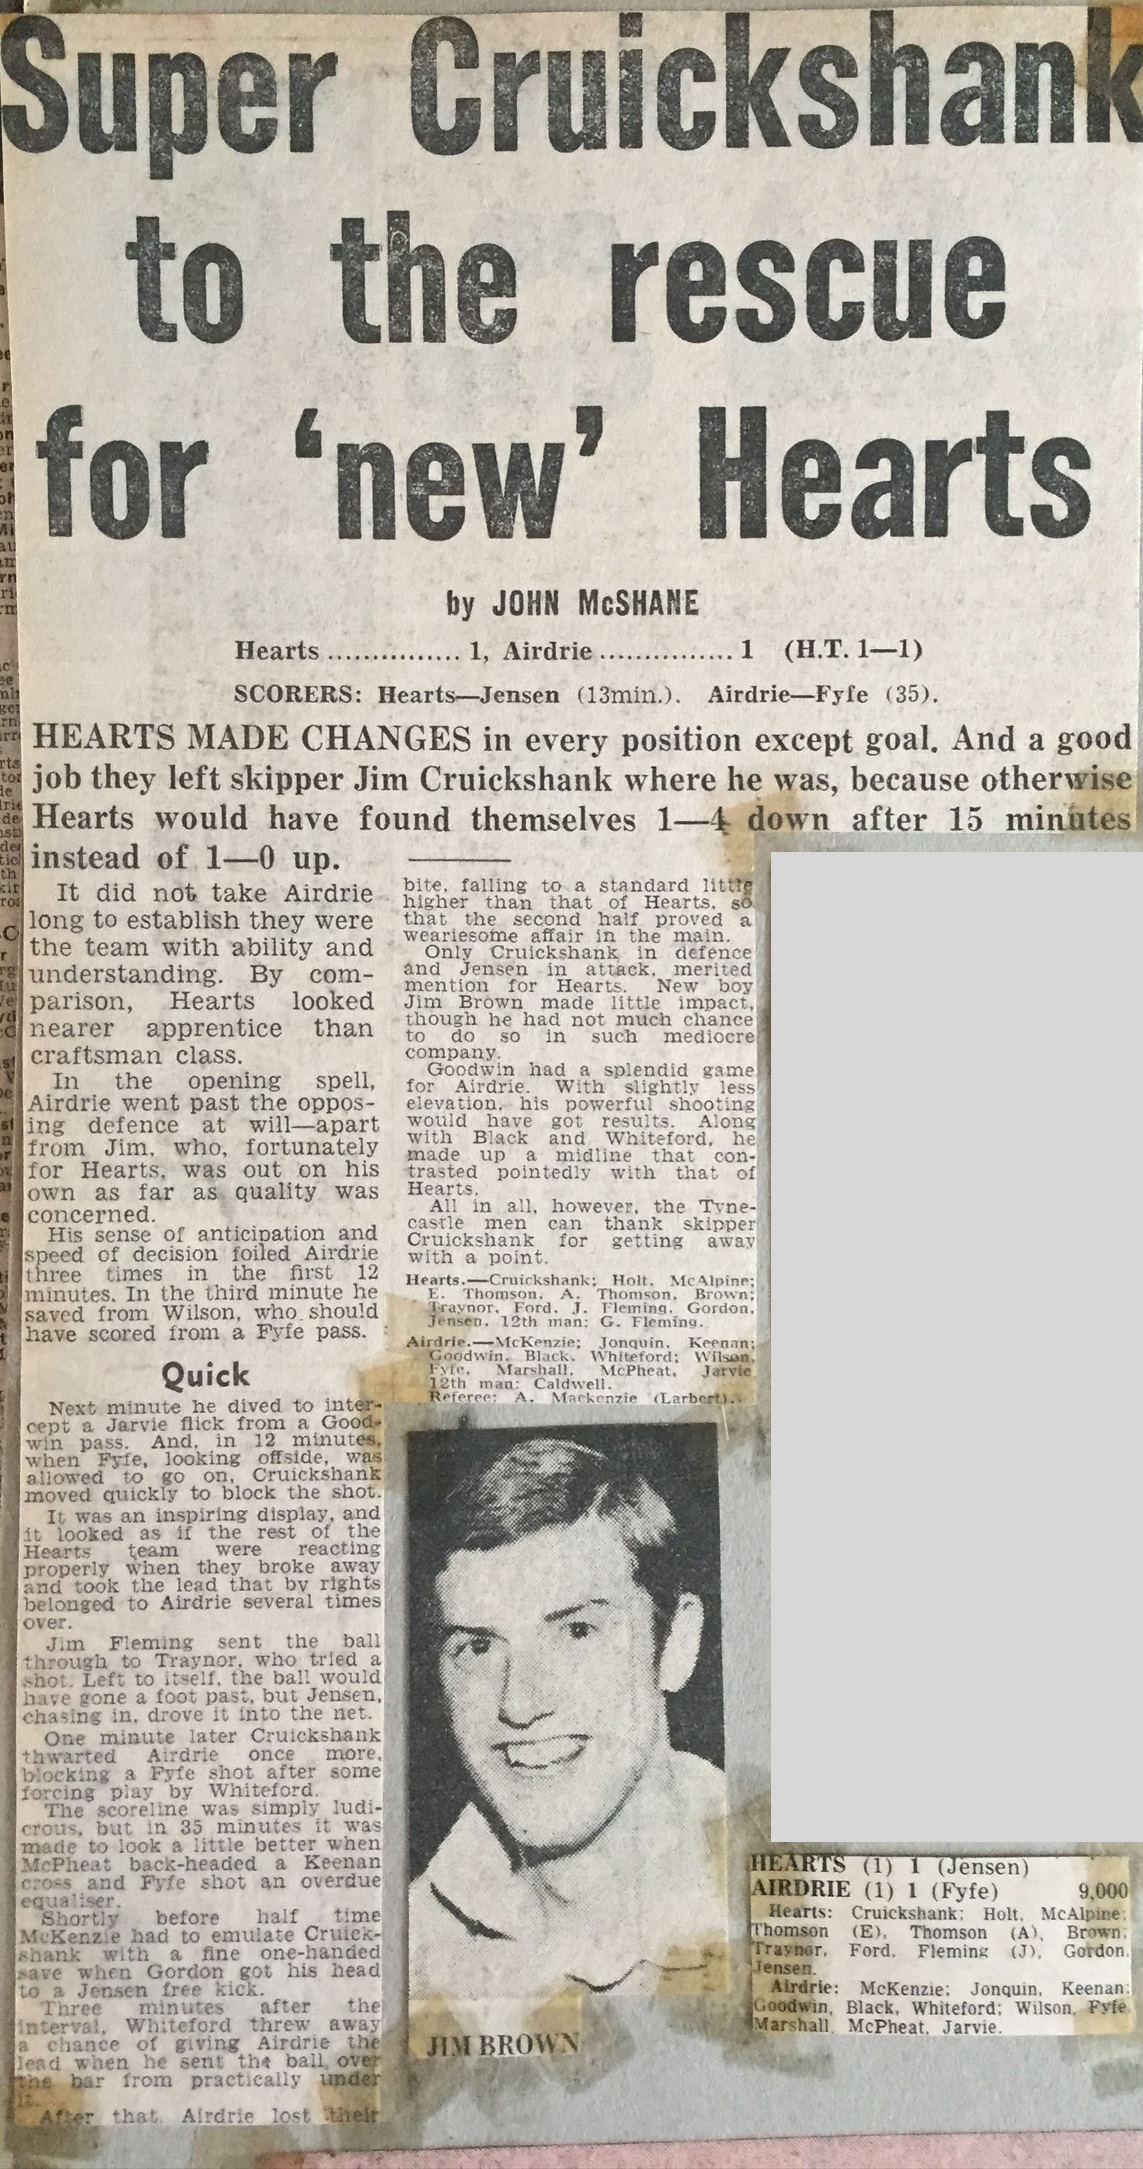 Super Cruickshank
to the rescue
for ‘new’ Hearts
by JOHN McSHANE
Hearts ............... 1, Airdrie ............... 1 (H.T. 1—1)
SCORERS: Hearts—Jensen (13min.). Airdrie—Fyfe (35).
HEARTS MADE CHANGES in every position except goal. And a good
job they left skipper Jim Cruickshank where he was, because otherwise
Hearts would have found themselves 1—4 down after 15 minutes
instead of 1—0 up.
It did not take Airdrie
long to establish they were
the team with ability and
understanding. By com-
parison, Hearts looked
nearer apprentice than
craftsman class.
In the opening spell,
Airdrie went past the oppos-
ing defence at will—apart
from Jim, who, fortunately
for Hearts, was out on his
own as far as quality was
concerned.
His sense of anticipation and
speed of decision foiled Airdrie
three times in the first 12
minutes. In the third minute he
saved from Wilson, who should
have scored from a Fyfe pass.
Quick
Next minute he dived to inter-
cept a Jarvie flick from a Good-
win pass. And, in 12 minutes,
when Fyfe, looking offside, was
allowed to go on, Cruickshank
moved quickly to block the shot.
It was an inspiring display, and
it looked as if the rest of the
Hearts team were reacting
properly when they broke away
and took the lead that by rights
belonged to Airdrie several times
over.
Jim Fleming sent the ball
through to Traynor, who tried a
shot. Left to itself, the ball would
have gone a foot past, but Jensen,
chasing in, drove it into the net.
One minute later Cruickshank
thwarted Airdrie once more,
blocking a Fyfe shot after some
forcing play by Whiteford.
The scoreline was simply ludi-
crous, but in 35 minutes it was
made to look a little better when
McPheat back-headed a Keenan
cross and Fyfe shot an overdue
equaliser.
Shortly before half time
McKenzie had to emulate Cruick-
shank with a fine one-handed
save when Gordon got his head
to a Jensen free kick.
Three minutes after the
interval, Whiteford threw away
a chance of giving Airdrie the
lead when he sent the ball over
the bar from practically under
it.
After that, Airdrie lost their
bite, falling to a standard little
higher than that of Hearts, so
that the second half proved a
weariesome affair in the main.
Only Cruickshank, in defence
and Jensen in attack, merited
mention for Hearts. New boy
Jim Brown made little impact,
though he had not much chance
to do so in such mediocre
company.
Goodwin had a splendid game
for Airdrie. With slightly less
elevation, his powerful shooting
would have got results. Along
with Black and Whiteford, he
made up a midline that con-
trasted pointedly with that of
Hearts.
All in all, however, the Tyne-
castle men can thank skipper
Cruickshank for getting away
with a point.
Hearts.—Cruickshank; Holt, McAlpine;
E. Thomson, A. Thomson, Brown;
Traynor, Ford, J. Fleming, Gordon,
Jensen. 12th man: G. Fleming.
Airdrie.—McKenzie; Jonquin, Keenan;
Goodwin, Black, Whiteford; Wilson,
Fyfe, Marshall, McPheat, Jarvie
12th man: Caldwell.
Referee: A. Mackenzie (Larbert).
JIM BROWN
HEARTS (1) 1 (Jensen)
AIRDRIE (1) 1 (Fyfe) 9,000
Hearts: Cruickshank; Holt, McAlpine;
Thomson (E), Thomson (A), Brown;
Traynor, Ford, Fleming (J), Gordon,
Jensen.
Airdrie: McKenzie; Jonquin, Keenan;
Goodwin, Black, Whiteford; Wilson, Fyfe,
Marshall, McPheat, Jarvie.